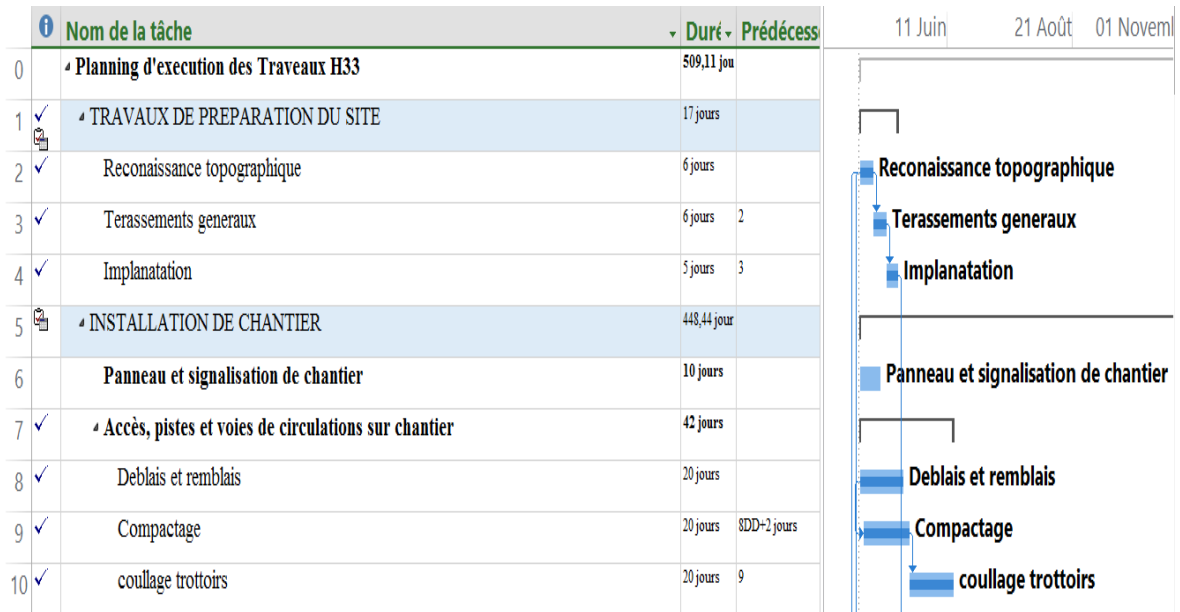 Nom de la tâche Duré Prédécess 11 Juin 21 Août 01 Noveml
0 Planning d'execution des Traveaux H33 509,11 jou
1 TRAVAUX DE PREPARATION DU SITE 17 jours
2 Reconaissance topographique 6 jours Reconaissance topographique
3 Terassements generaux 6 jours 2 Terassements generaux
4 Implanatation 5 jours 3 Implanatation
5 INSTALLATION DE CHANTIER 448,44 jour
6 Panneau et signalisation de chantier 10 jours Panneau et signalisation de chantier
7 Accès, pistes et voies de circulations sur chantier 42 jours
8 Deblais et remblais 20 jours Deblais et remblais
9 Compactage 20 jours 8DD+2 jours Compactage
10 coullage trottoirs 20 jours 9 coullage trottoirs